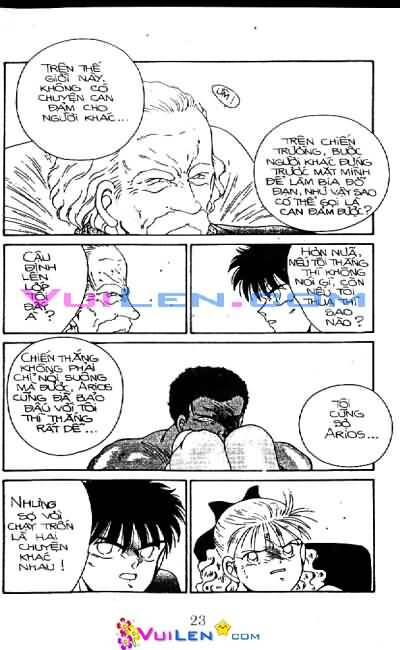 TRÊN THẾ
GIỚI NÀY,
KHÔNG CÓ
CHUYỆN CAN
ĐẢM CHO
NGƯỜI KHÁC...
ỪM!
TRÊN CHIẾN
TRƯỜNG, BUỘC
NGƯỜI KHÁC ĐỨNG
TRƯỚC MẶT MÌNH
ĐỂ LÀM BIA ĐỠ
ĐẠN, NHƯ VẬY SAO
CÓ THỂ GỌI LÀ
CAN ĐẢM ĐƯỢC?
CẬU
ĐỊNH
LÊN
LỚP
TÔI
ĐẤY
À?
HƠN NỮA,
NẾU TÔI THẮNG
THÌ KHÔNG
NÓI GÌ, CÒN
NẾU TÔI
THUA THÌ
SAO
NÀO?
VUILEN.COM
CHIẾN THẮNG
KHÔNG PHẢI
CHỈ NÓI SUÔNG
MÀ ĐƯỢC, ARIOS
CŨNG ĐÃ BẢO
ĐẤU VỚI TÔI
THÌ THẮNG
RẤT DỄ...
TÔI
CŨNG
SỢ
ARIOS...
NHƯNG
SỢ VỚI
CHẠY TRỐN
LÀ HAI
CHUYỆN
KHÁC
NHAU!
23
VUILEN.COM